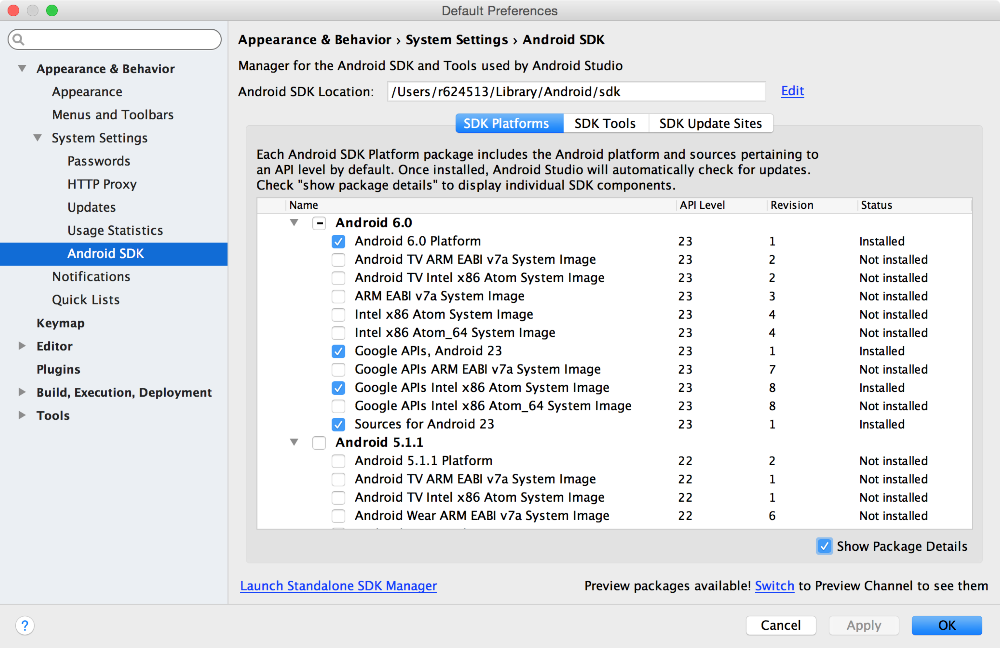 Default Preferences
Appearance & Behavior
Appearance
Menus and Toolbars
System Settings
Passwords
HTTP Proxy
Updates
Usage Statistics
Android SDK
Notifications
Quick Lists
Keymap
Editor
Plugins
Build, Execution, Deployment
Tools
Appearance & Behavior › System Settings › Android SDK
Manager for the Android SDK and Tools used by Android Studio
Android SDK Location: /Users/r624513/Library/Android/sdk Edit
SDK Platforms SDK Tools SDK Update Sites
Each Android SDK Platform package includes the Android platform and sources pertaining to
an API level by default. Once installed, Android Studio will automatically check for updates.
Check "show package details" to display individual SDK components.
Name API Level Revision Status
Android 6.0
Android 6.0 Platform 23 1 Installed
Android TV ARM EABI v7a System Image 23 2 Not installed
Android TV Intel x86 Atom System Image 23 2 Not installed
ARM EABI v7a System Image 23 3 Not installed
Intel x86 Atom System Image 23 4 Not installed
Intel x86 Atom_64 System Image 23 4 Not installed
Google APIs, Android 23 23 1 Installed
Google APIs ARM EABI v7a System Image 23 7 Not installed
Google APIs Intel x86 Atom System Image 23 8 Installed
Google APIs Intel x86 Atom_64 System Image 23 8 Not installed
Sources for Android 23 23 1 Installed
Android 5.1.1
Android 5.1.1 Platform 22 2 Not installed
Android TV ARM EABI v7a System Image 22 1 Not installed
Android TV Intel x86 Atom System Image 22 1 Not installed
Android Wear ARM EABI v7a System Image 22 6 Not installed
Show Package Details
Launch Standalone SDK Manager Preview packages available! Switch to Preview Channel to see them
? Cancel Apply OK